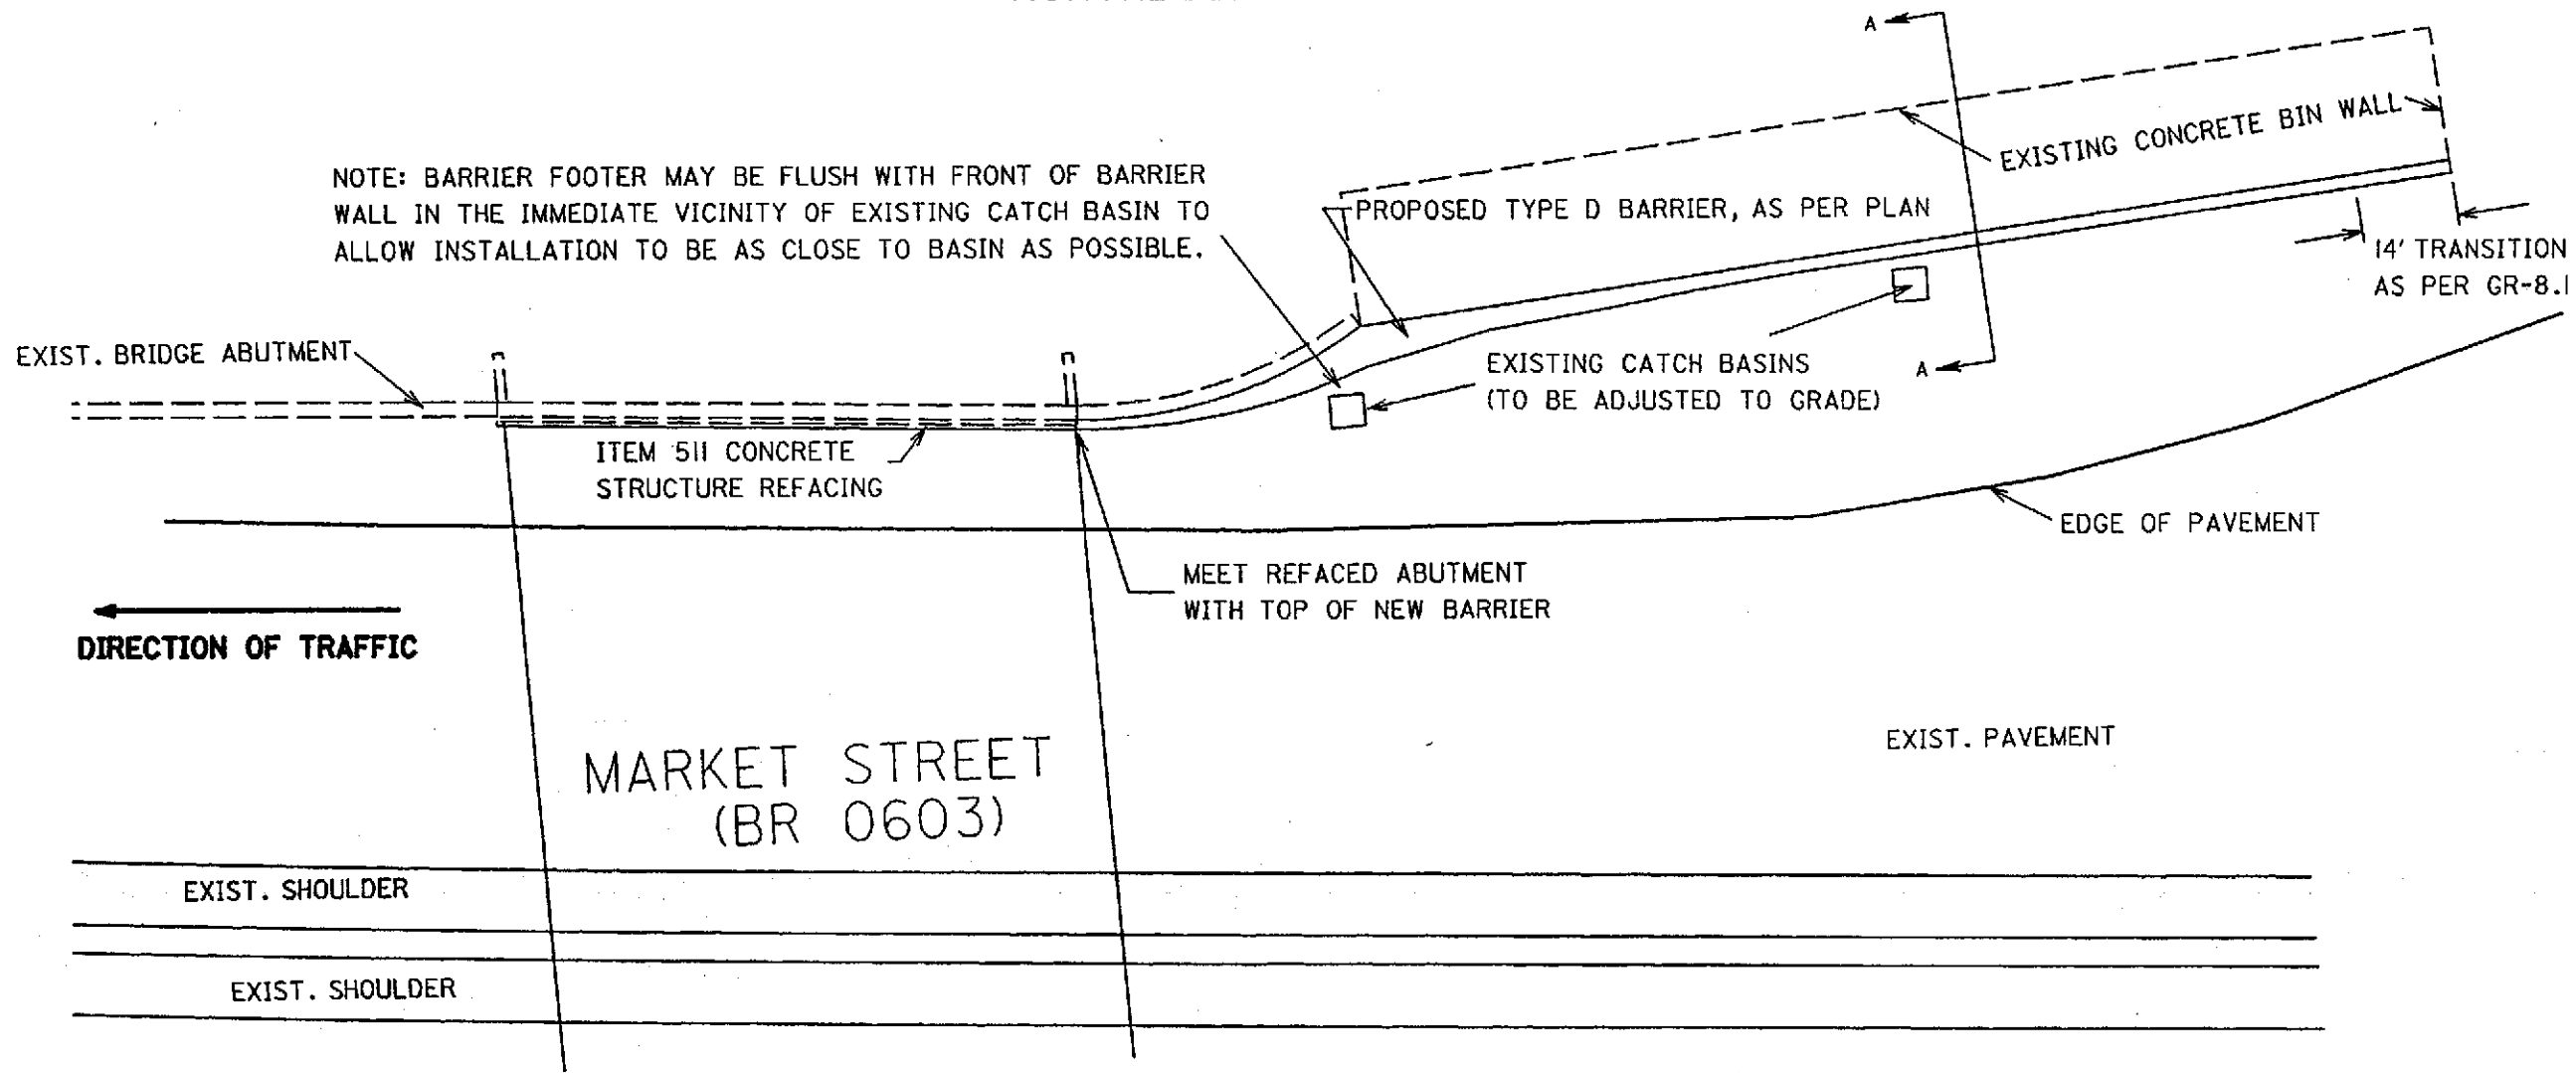 A
EXISTING CONCRETE BIN WALL
NOTE: BARRIER FOOTER MAY BE FLUSH WITH FRONT OF BARRIER
WALL IN THE IMMEDIATE VICINITY OF EXISTING CATCH BASIN TO
ALLOW INSTALLATION TO BE AS CLOSE TO BASIN AS POSSIBLE.
PROPOSED TYPE D BARRIER, AS PER PLAN
14' TRANSITION
AS PER GR-8.1
EXIST. BRIDGE ABUTMENT
EXISTING CATCH BASINS
(TO BE ADJUSTED TO GRADE)
A
ITEM 511 CONCRETE
STRUCTURE REFACING
EDGE OF PAVEMENT
MEET REFACED ABUTMENT
WITH TOP OF NEW BARRIER
DIRECTION OF TRAFFIC
MARKET STREET
(BR 0603)
EXIST. PAVEMENT
EXIST. SHOULDER
EXIST. SHOULDER